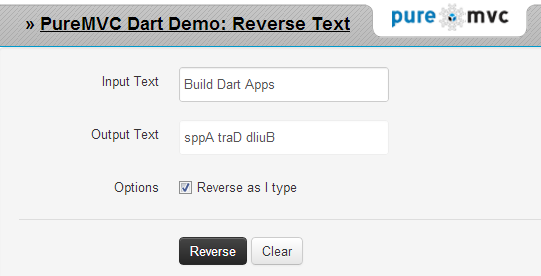 » PureMVC Dart Demo: Reverse Text
pure mvc
Input Text
Build Dart Apps
Output Text
sppA traD dliuB
Options
Reverse as I type
Reverse
Clear